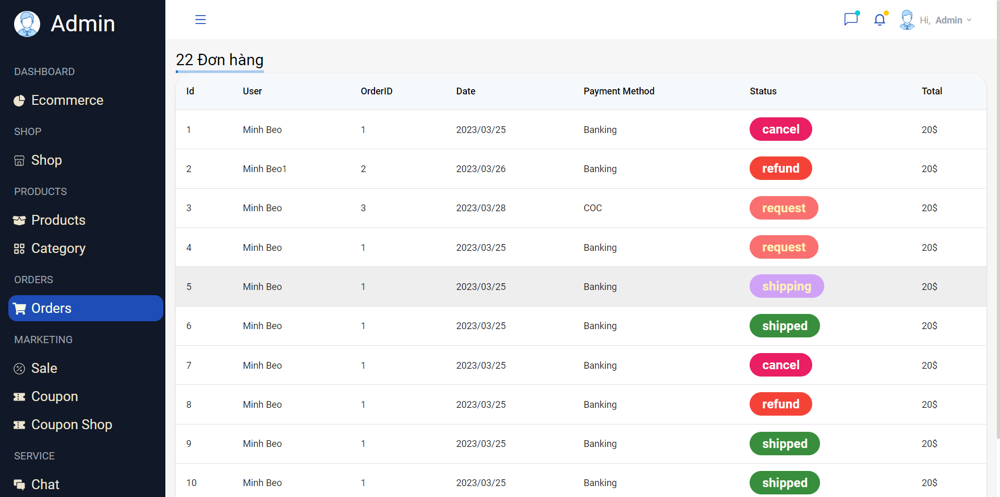 Admin
DASHBOARD
Ecommerce
SHOP
Shop
PRODUCTS
Products
Category
ORDERS
Orders
MARKETING
Sale
Coupon
Coupon Shop
SERVICE
Chat
Hi, Admin
22 Đơn hàng
Id User OrderID Date Payment Method Status Total
1 Minh Beo 1 2023/03/25 Banking cancel 20$
2 Minh Beo1 2 2023/03/26 Banking refund 20$
3 Minh Beo 3 2023/03/28 COC request 20$
4 Minh Beo 1 2023/03/25 Banking request 20$
5 Minh Beo 1 2023/03/25 Banking shipping 20$
6 Minh Beo 1 2023/03/25 Banking shipped 20$
7 Minh Beo 1 2023/03/25 Banking cancel 20$
8 Minh Beo 1 2023/03/25 Banking refund 20$
9 Minh Beo 1 2023/03/25 Banking shipped 20$
10 Minh Beo 1 2023/03/25 Banking shipped 20$